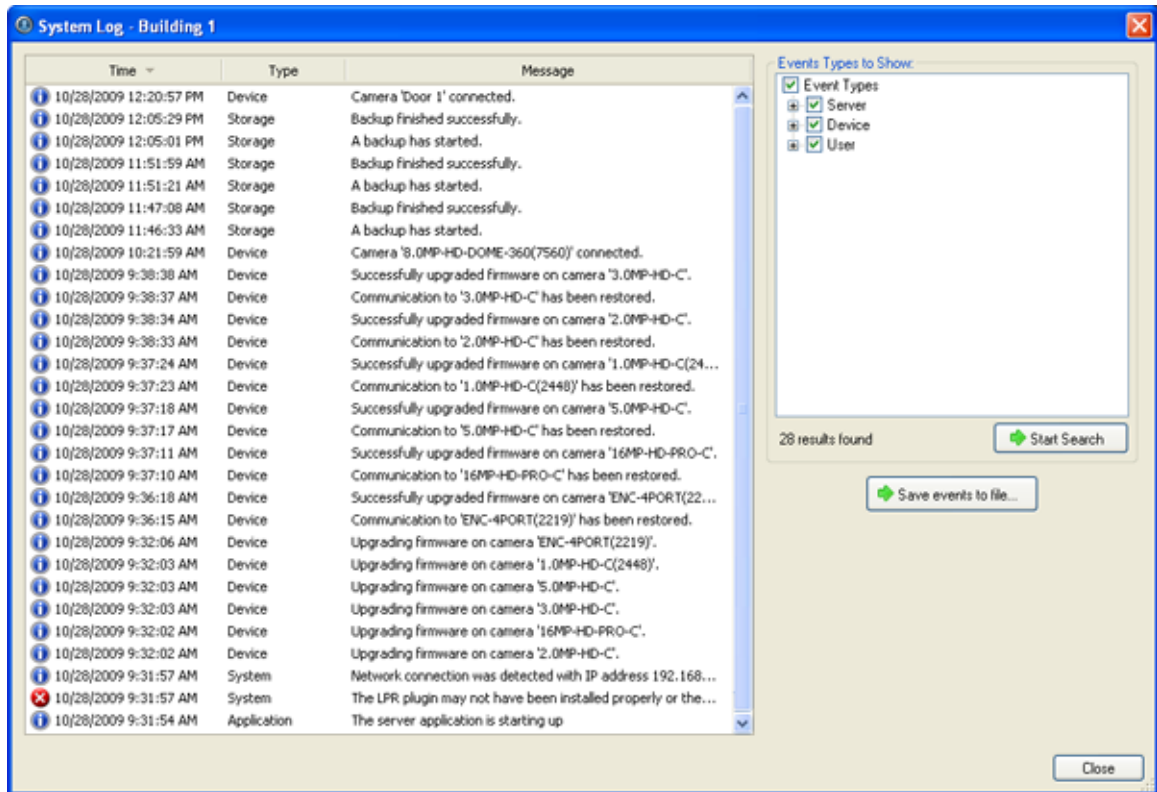 System Log - Building 1
Time Type Message
10/28/2009 12:20:57 PM Device Camera 'Door 1' connected.
10/28/2009 12:05:29 PM Storage Backup finished successfully.
10/28/2009 12:05:01 PM Storage A backup has started.
10/28/2009 11:51:59 AM Storage Backup finished successfully.
10/28/2009 11:51:21 AM Storage A backup has started.
10/28/2009 11:47:08 AM Storage Backup finished successfully.
10/28/2009 11:46:33 AM Storage A backup has started.
10/28/2009 10:21:59 AM Device Camera '8.0MP-HD-DOME-360(7560)' connected.
10/28/2009 9:38:38 AM Device Successfully upgraded firmware on camera '3.0MP-HD-C'.
10/28/2009 9:38:37 AM Device Communication to '3.0MP-HD-C' has been restored.
10/28/2009 9:38:34 AM Device Successfully upgraded firmware on camera '2.0MP-HD-C'.
10/28/2009 9:38:33 AM Device Communication to '2.0MP-HD-C' has been restored.
10/28/2009 9:37:24 AM Device Successfully upgraded firmware on camera '1.0MP-HD-C(24...
10/28/2009 9:37:23 AM Device Communication to '1.0MP-HD-C(2448)' has been restored.
10/28/2009 9:37:18 AM Device Successfully upgraded firmware on camera '5.0MP-HD-C'.
10/28/2009 9:37:17 AM Device Communication to '5.0MP-HD-C' has been restored.
10/28/2009 9:37:11 AM Device Successfully upgraded firmware on camera '16MP-HD-PRO-C'.
10/28/2009 9:37:10 AM Device Communication to '16MP-HD-PRO-C' has been restored.
10/28/2009 9:36:18 AM Device Successfully upgraded firmware on camera 'ENC-4PORT(22...
10/28/2009 9:36:15 AM Device Communication to 'ENC-4PORT(2219)' has been restored.
10/28/2009 9:32:06 AM Device Upgrading firmware on camera 'ENC-4PORT(2219)'.
10/28/2009 9:32:03 AM Device Upgrading firmware on camera '1.0MP-HD-C(2448)'.
10/28/2009 9:32:03 AM Device Upgrading firmware on camera '5.0MP-HD-C'.
10/28/2009 9:32:03 AM Device Upgrading firmware on camera '3.0MP-HD-C'.
10/28/2009 9:32:02 AM Device Upgrading firmware on camera '16MP-HD-PRO-C'.
10/28/2009 9:32:02 AM Device Upgrading firmware on camera '2.0MP-HD-C'.
10/28/2009 9:31:57 AM System Network connection was detected with IP address 192.168...
10/28/2009 9:31:57 AM System The LPR plugin may not have been installed properly or the...
10/28/2009 9:31:54 AM Application The server application is starting up
Events Types to Show:
Event Types
Server
Device
User
28 results found
Start Search
Save events to file...
Close